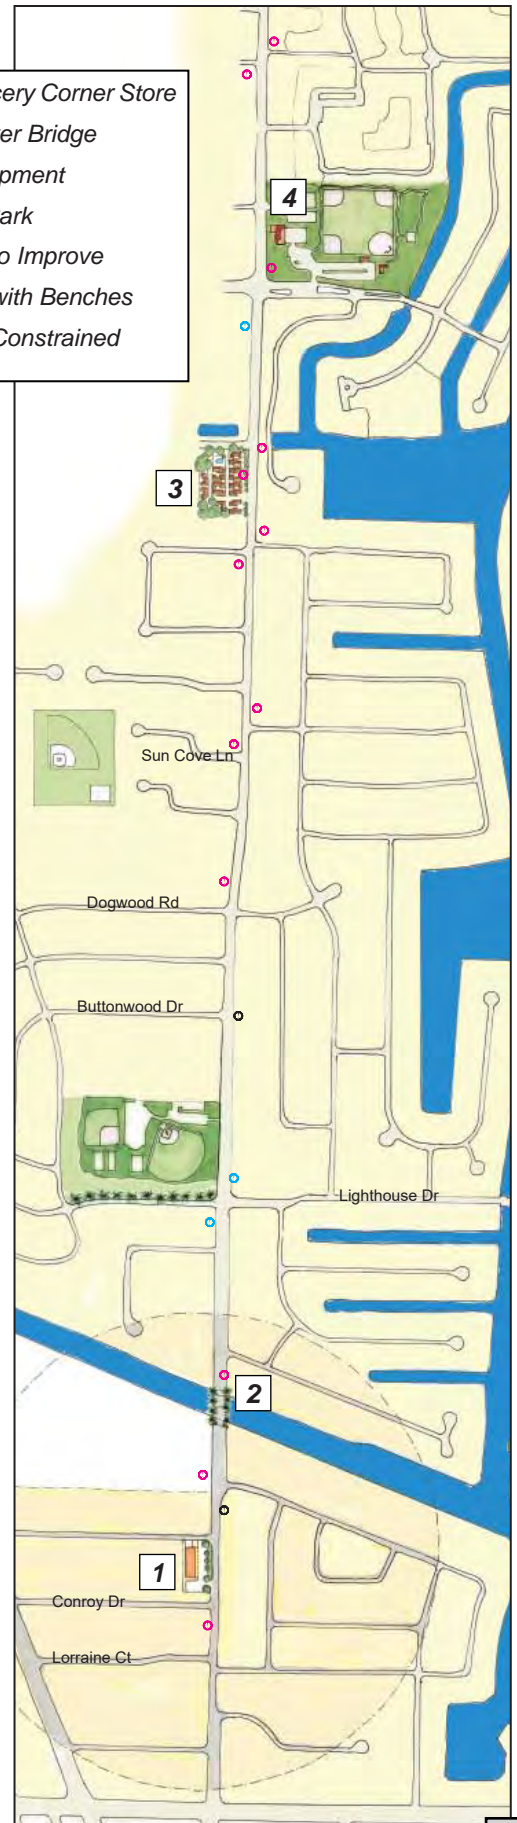 cery Corner Store
er Bridge
pment
ark
o Improve
with Benches
Constrained
4
3
Sun Cove Ln
Dogwood Rd
Buttonwood Dr
Lighthouse Dr
2
1
Conroy Dr
Lorraine Ct